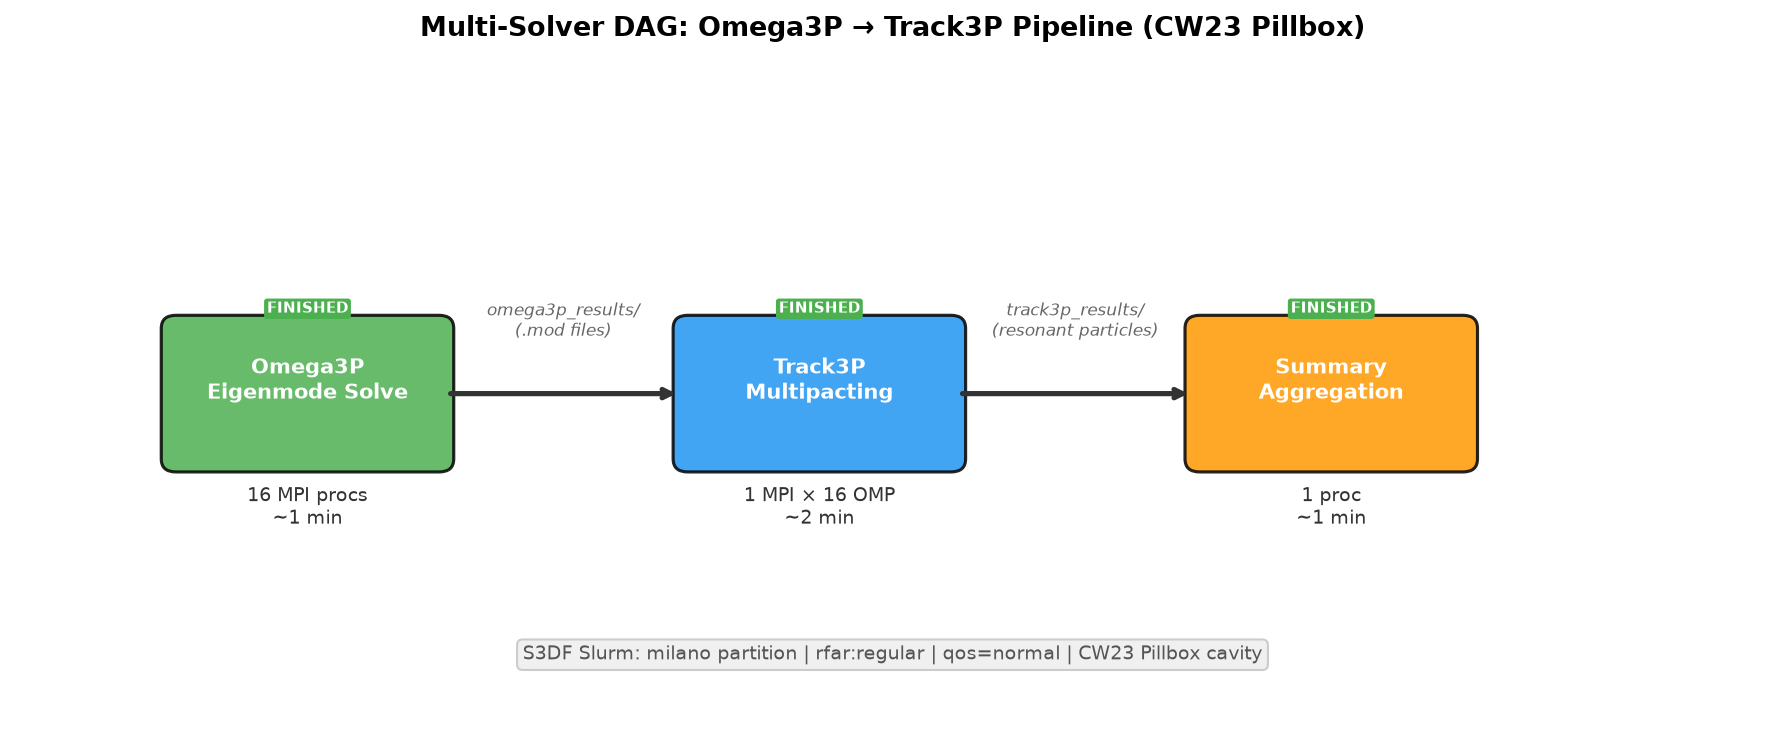 Multi-Solver DAG: Omega3P → Track3P Pipeline (CW23 Pillbox)
FINISHED
Omega3P
Eigenmode Solve
16 MPI procs
~1 min
omega3p_results/
(.mod files)
FINISHED
Track3P
Multipacting
1 MPI × 16 OMP
~2 min
track3p_results/
(resonant particles)
FINISHED
Summary
Aggregation
1 proc
~1 min
S3DF Slurm: milano partition | rfar:regular | qos=normal | CW23 Pillbox cavity